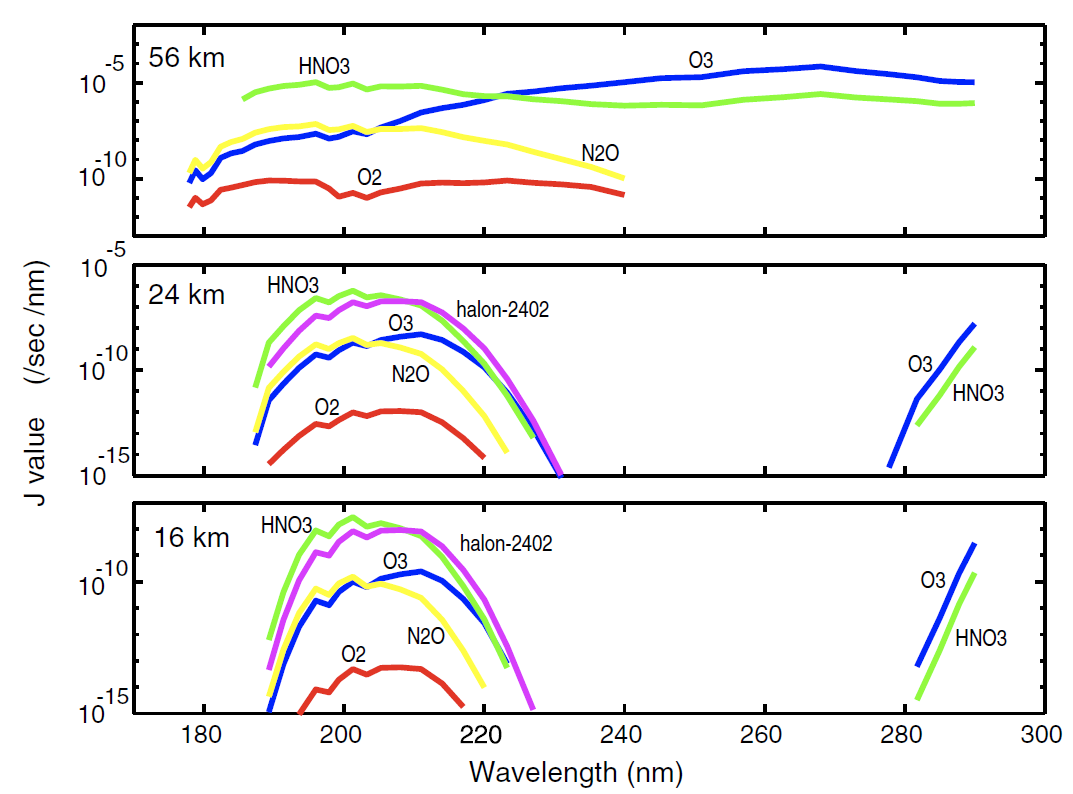 56 km
HNO3
O3
10-5
N2O
10-10
O2
10-5
24 km
HNO3
halon-2402
O3
10-10
N2O
O3
HNO3
O2
10-15
J value (/sec /nm)
16 km
HNO3
halon-2402
O3
10-10
O3
N2O
HNO3
O2
10-15
180 200 220 240 260 280 300
Wavelength (nm)